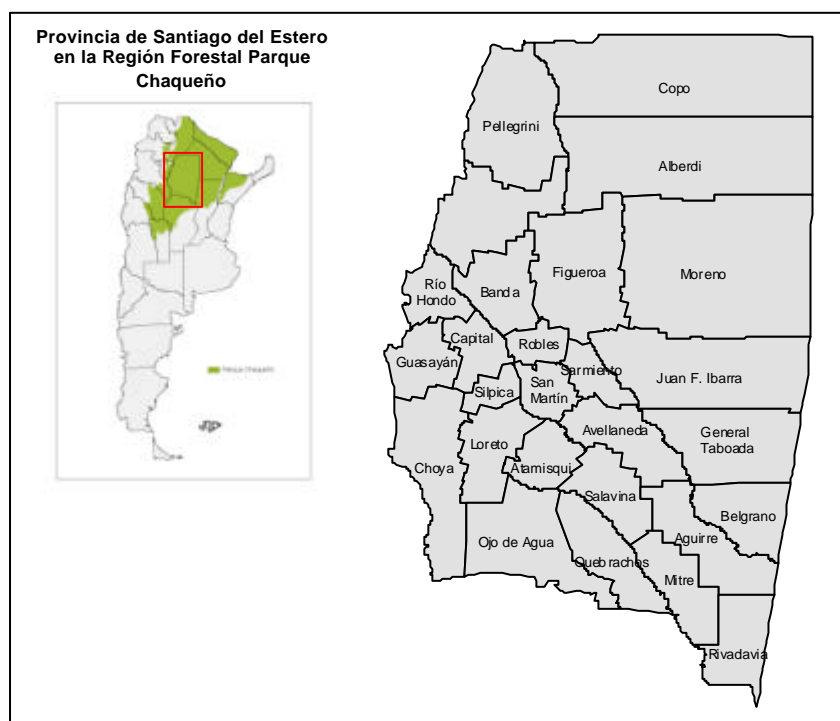 Provincia de Santiago del Estero
en la Región Forestal Parque
Chaqueño
Parque Chaqueño
Copo
Pellegrini
Alberdi
Figueroa
Moreno
Río
Hondo
Banda
Capital
Robles
Guasayán
Sarmiento
Juan F. Ibarra
Silpica
San
Martín
Avellaneda
General
Taboada
Loreto
Choya
Atamisqui
Salavina
Belgrano
Aguirre
Ojo de Agua
Quebrachos
Mitre
Rivadavia